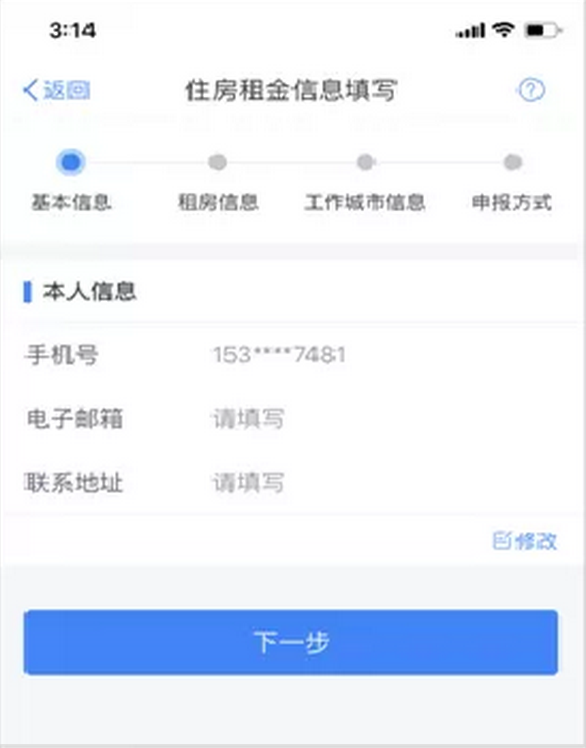 3:14
返回 住房租金信息填写
基本信息 租房信息 工作城市信息 申报方式
本人信息
手机号 153****7481
电子邮箱 请填写
联系地址 请填写
修改
下一步